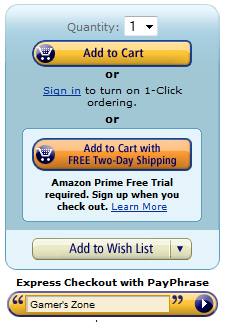 Quantity: 1
Add to Cart
or
Sign in to turn on 1-Click
ordering.
or
Add to Cart with
FREE Two-Day Shipping
Amazon Prime Free Trial
required. Sign up when you
check out. Learn More
Add to Wish List
Express Checkout with PayPhrase
“ Gamer's Zone ”